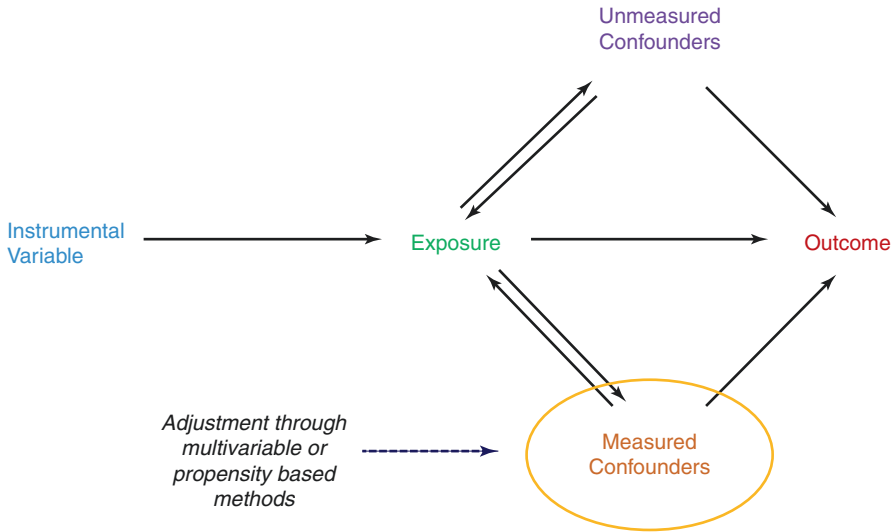 Unmeasured
Confounders
Instrumental
Variable
Exposure
Outcome
Adjustment through
multivariable or
propensity based
methods
Measured
Confounders